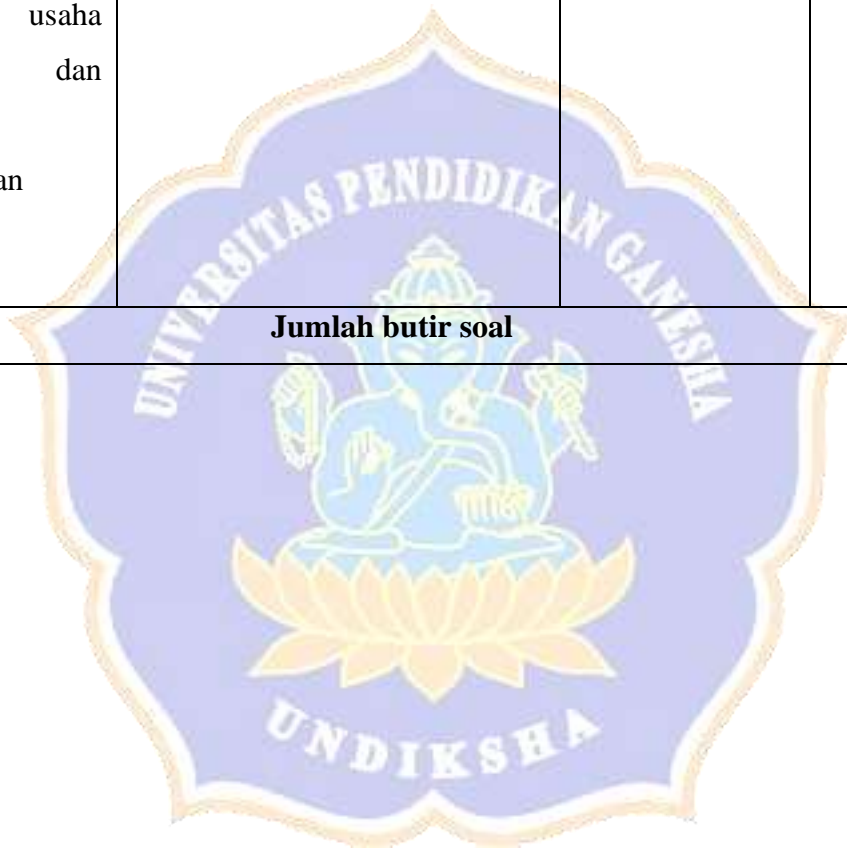 usaha
dan
an
Jumlah butir soal
UNIVERSITAS PENDIDIKAN GANESHA
UNDIKSHA